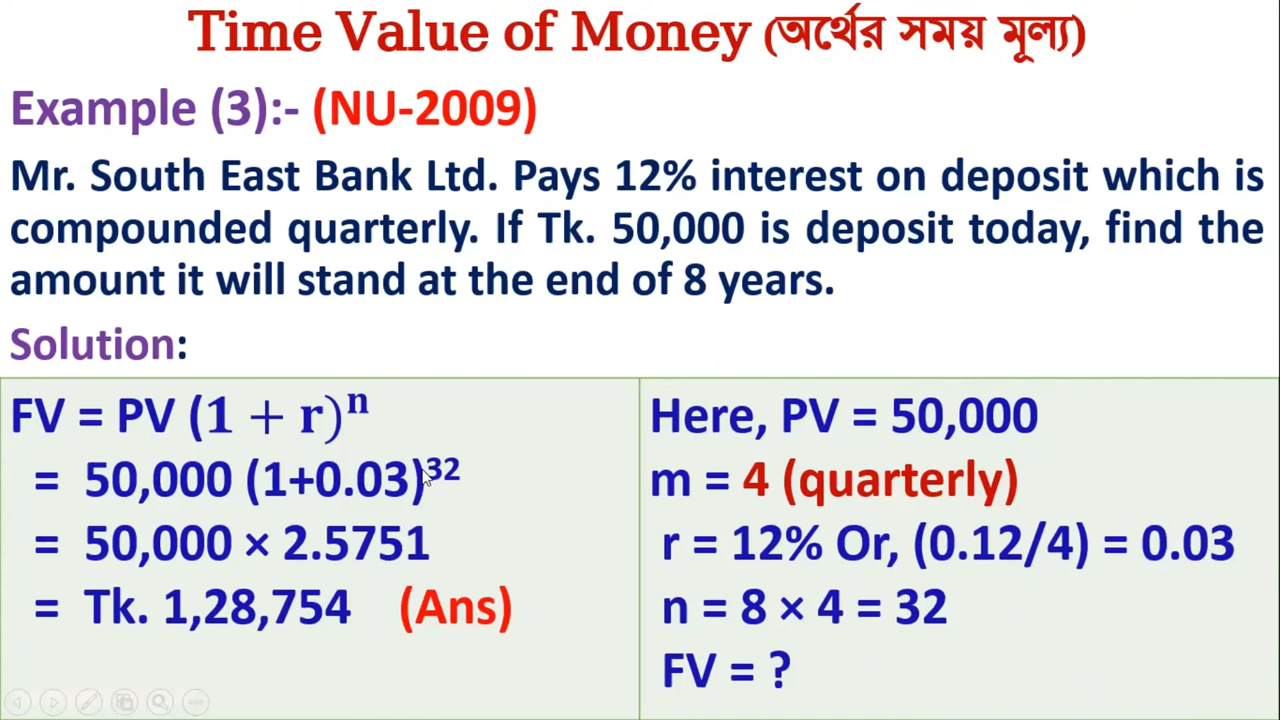 Time Value of Money (অর্থের সময় মূল্য)
Example (3):- (NU-2009)
Mr. South East Bank Ltd. Pays 12% interest on deposit which is
compounded quarterly. If Tk. 50,000 is deposit today, find the
amount it will stand at the end of 8 years.
Solution:
FV = PV (1 + r)ⁿ
= 50,000 (1+0.03)³²
= 50,000 × 2.5751
= Tk. 1,28,754 (Ans)
Here, PV = 50,000
m = 4 (quarterly)
r = 12% Or, (0.12/4) = 0.03
n = 8 × 4 = 32
FV = ?